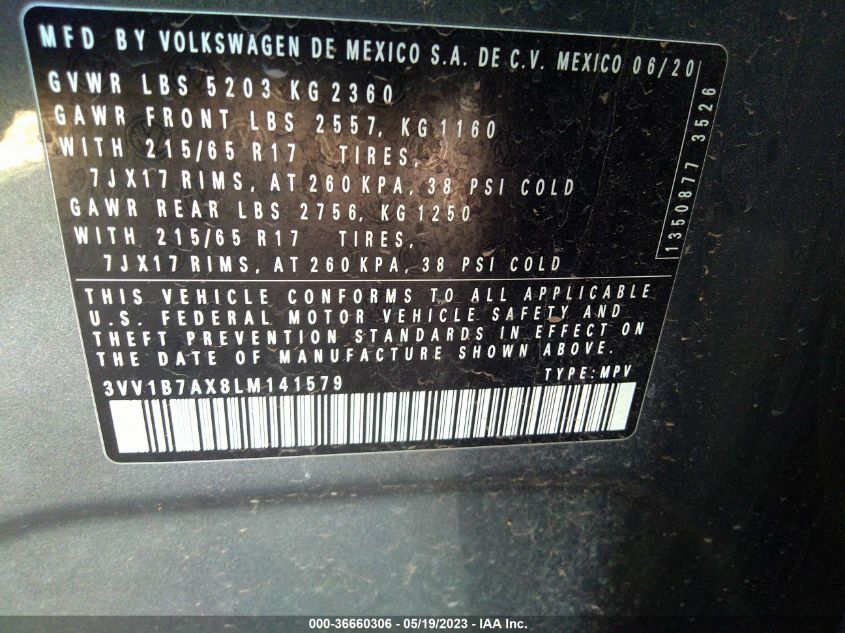 MFD BY VOLKSWAGEN DE MEXICO S.A. DE C.V. MEXICO 06/20
GVWR LBS 5203 KG 2360
GAWR FRONT LBS 2557, KG 1160
WITH 215/65 R17 TIRES,
7JX17 RIMS, AT 260 KPA, 38 PSI COLD
GAWR REAR LBS 2756, KG 1250
WITH 215/65 R17 TIRES,
7JX17 RIMS, AT 260 KPA, 38 PSI COLD
1350877 3526
THIS VEHICLE CONFORMS TO ALL APPLICABLE
U.S. FEDERAL MOTOR VEHICLE SAFETY AND
THEFT PREVENTION STANDARDS IN EFFECT ON
THE DATE OF MANUFACTURE SHOWN ABOVE.
3VV1B7AX8LM141579 TYPE: MPV
000-36660306 - 05/19/2023 - IAA Inc.